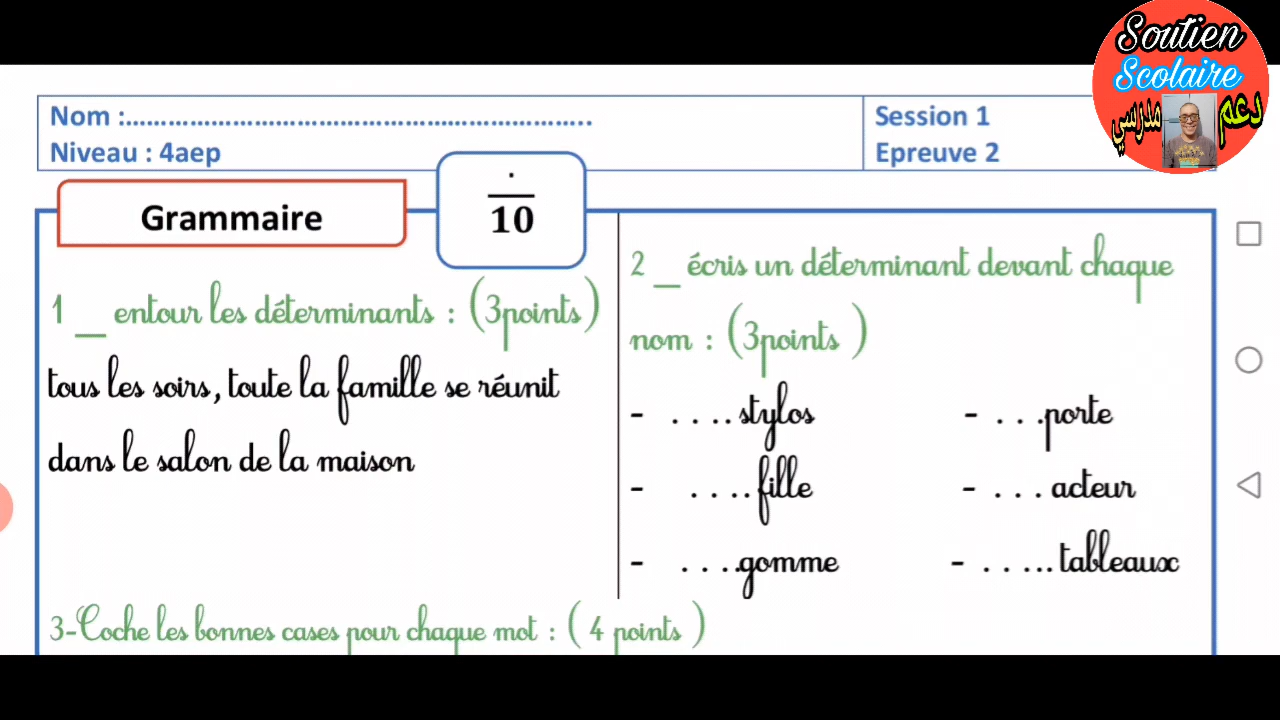 Soutien
Scolaire
دعم مدرسي
Nom :………………………………………………………..
Niveau : 4aep
Session 1
Epreuve 2
Grammaire
.
10
1 _ entour les déterminants : (3points)
tous les soirs, toute la famille se réunit
dans le salon de la maison
2 _ écris un déterminant devant chaque
nom : (3points )
- ....stylos - ...porte
- ....fille - ... acteur
- ....gomme - ..... tableaux
3-Coche les bonnes cases pour chaque mot : ( 4 points )